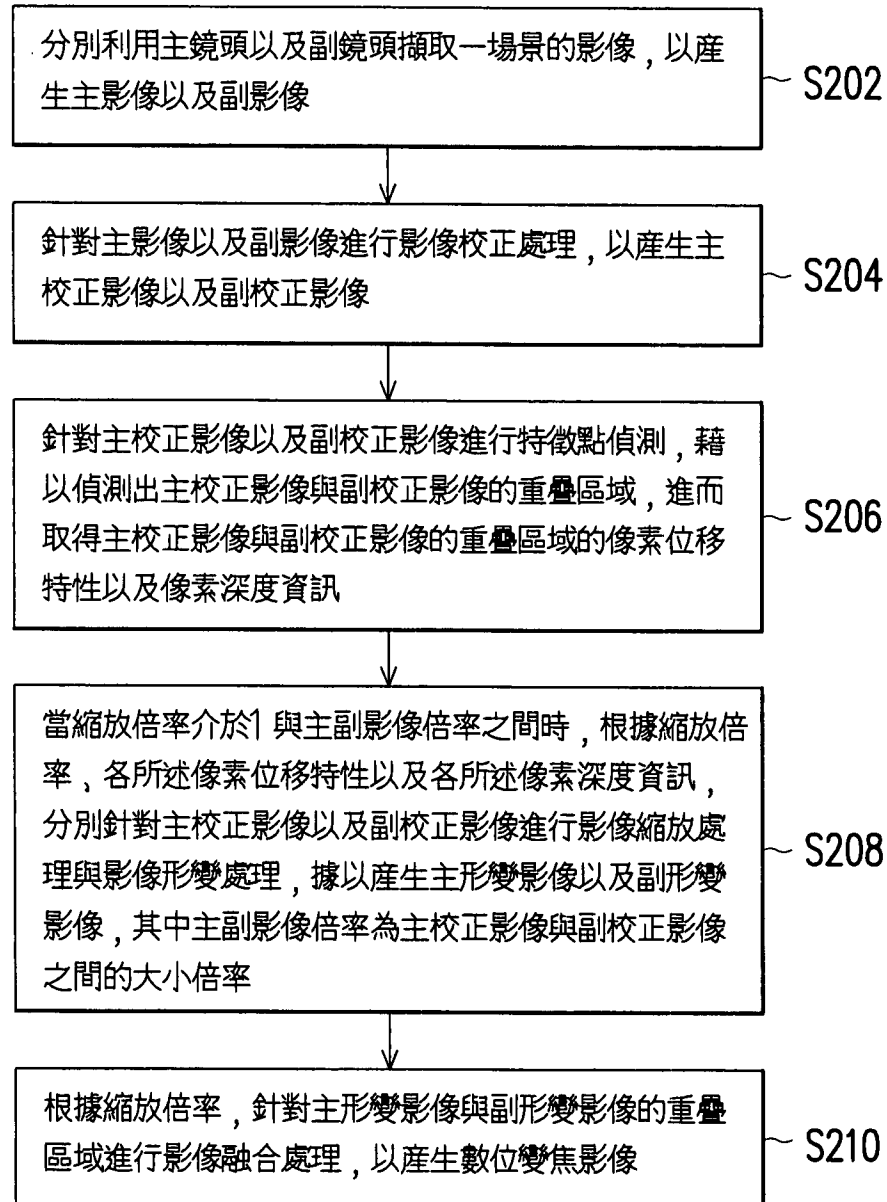 分別利用主鏡頭以及副鏡頭擷取一場景的影像，以產
生主影像以及副影像
S202
針對主影像以及副影像進行影像校正處理，以產生主
校正影像以及副校正影像
S204
針對主校正影像以及副校正影像進行特徵點偵測，藉
以偵測出主校正影像與副校正影像的重疊區域，進而
取得主校正影像與副校正影像的重疊區域的像素位移
特性以及像素深度資訊
S206
當縮放倍率介於1與主副影像倍率之間時，根據縮放倍
率，各所述像素位移特性以及各所述像素深度資訊，
分別針對主校正影像以及副校正影像進行影像縮放處
理與影像形變處理，據以產生主形變影像以及副形變
影像，其中主副影像倍率為主校正影像與副校正影像
之間的大小倍率
S208
根據縮放倍率，針對主形變影像與副形變影像的重疊
區域進行影像融合處理，以產生數位變焦影像
S210